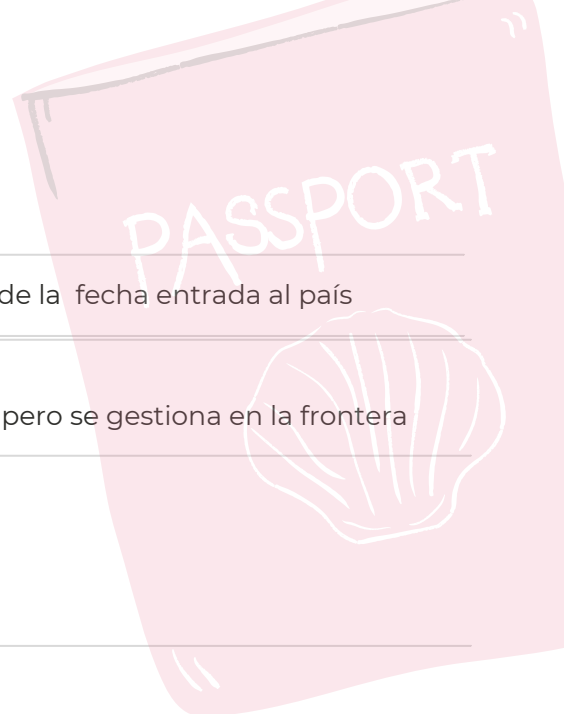 PASSPORT
de la fecha entrada al país
pero se gestiona en la frontera